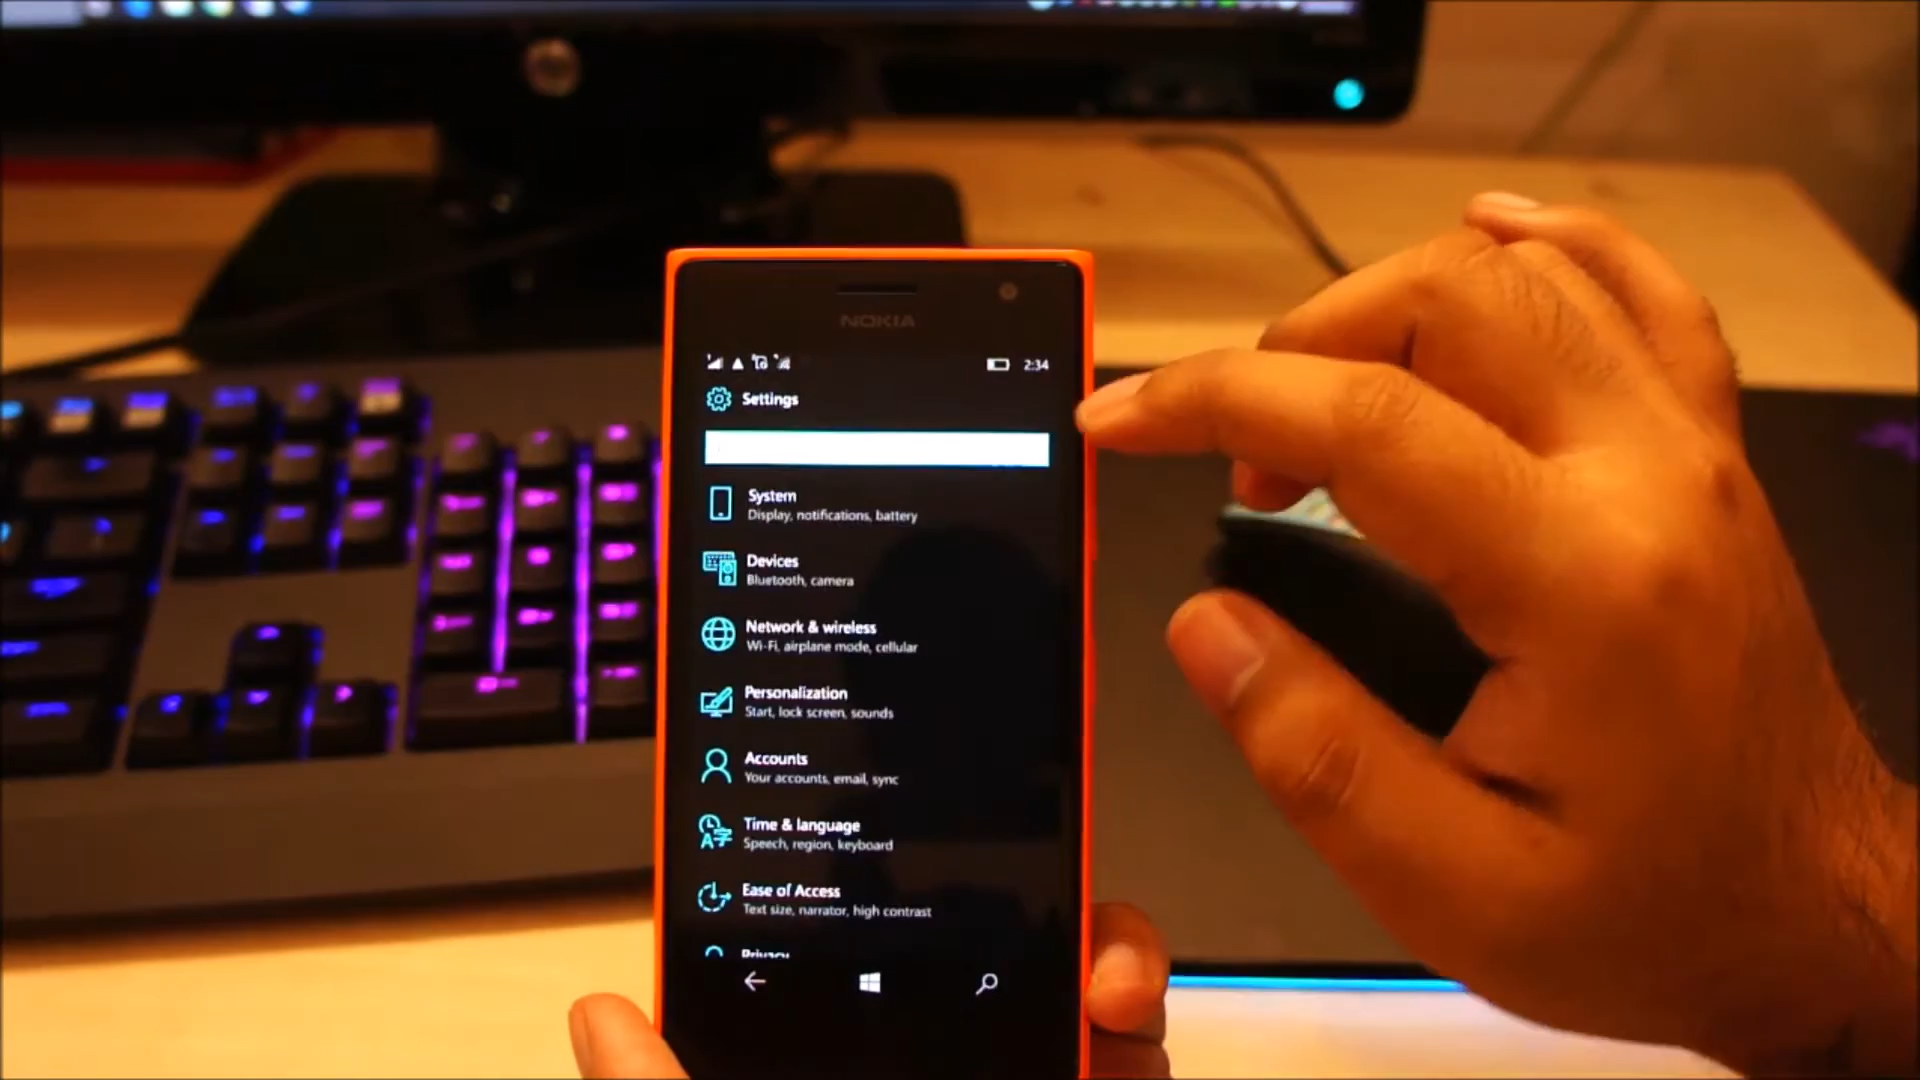 NOKIA
2:34
Settings
System
Display, notifications, battery
Devices
Bluetooth, camera
Network & wireless
Wi-Fi, airplane mode, cellular
Personalization
Start, lock screen, sounds
Accounts
Your accounts, email, sync
Time & language
Speech, region, keyboard
Ease of Access
Text size, narrator, high contrast
Privacy